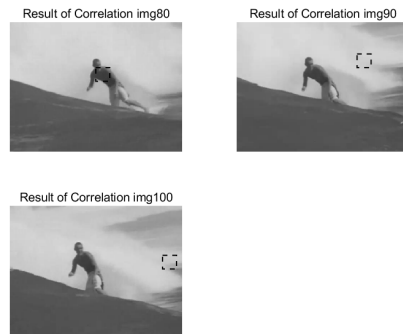 Result of Correlation img80
Result of Correlation img90
Result of Correlation img100